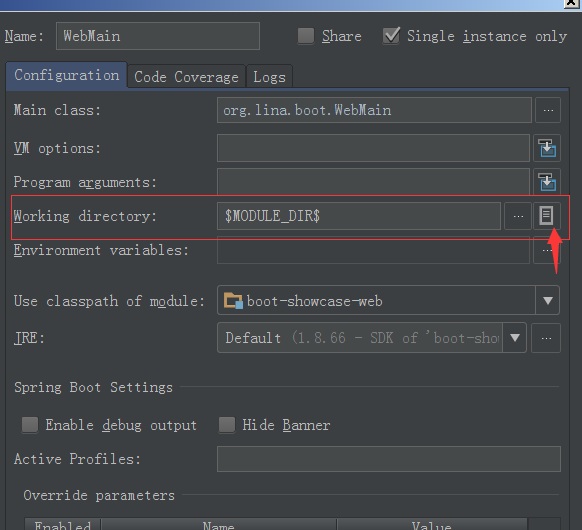 Name: WebMain Share Single instance only
Configuration Code Coverage Logs
Main class: org.lina.boot.WebMain ...
VM options:
Program arguments:
Working directory: $MODULE_DIR$ ...
Environment variables: ...
Use classpath of module: boot-showcase-web
JRE: Default (1.8.66 - SDK of 'boot-show ...
Spring Boot Settings
Enable debug output Hide Banner
Active Profiles:
Override parameters
Enabled Name Value